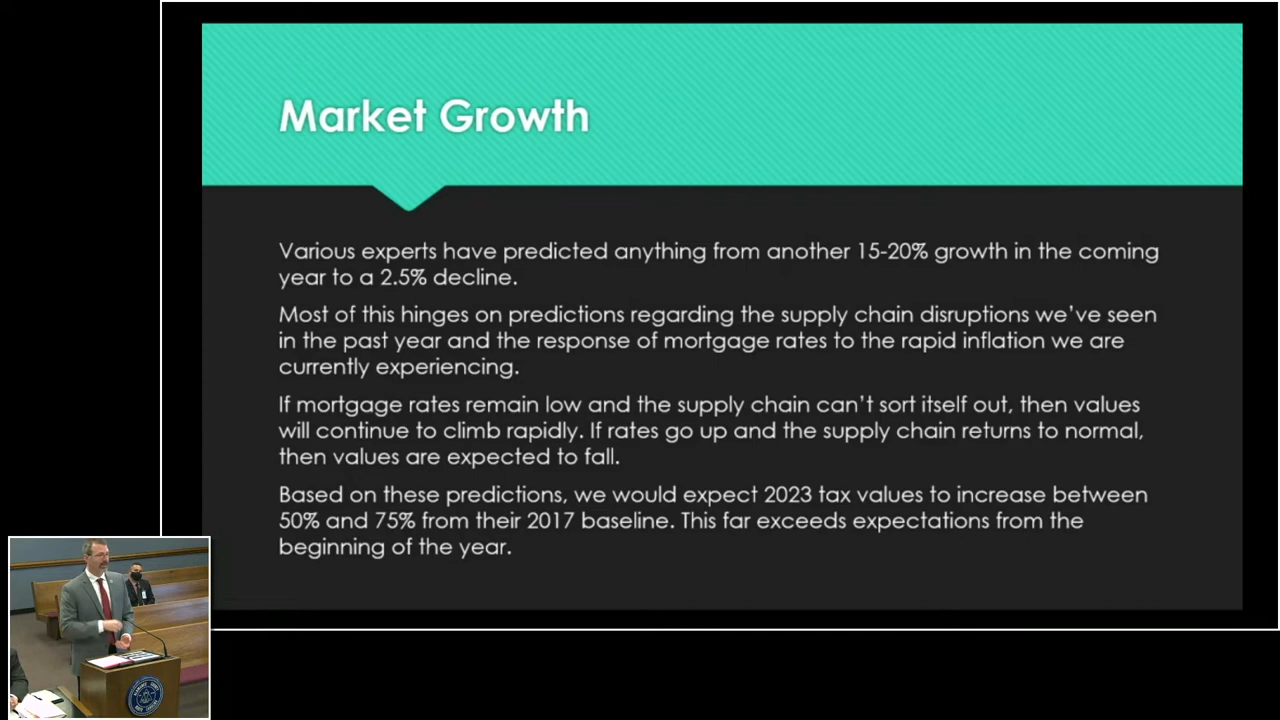 Market Growth
Various experts have predicted anything from another 15-20% growth in the coming
year to a 2.5% decline.
Most of this hinges on predictions regarding the supply chain disruptions we’ve seen
in the past year and the response of mortgage rates to the rapid inflation we are
currently experiencing.
If mortgage rates remain low and the supply chain can’t sort itself out, then values
will continue to climb rapidly. If rates go up and the supply chain returns to normal,
then values are expected to fall.
Based on these predictions, we would expect 2023 tax values to increase between
50% and 75% from their 2017 baseline. This far exceeds expectations from the
beginning of the year.